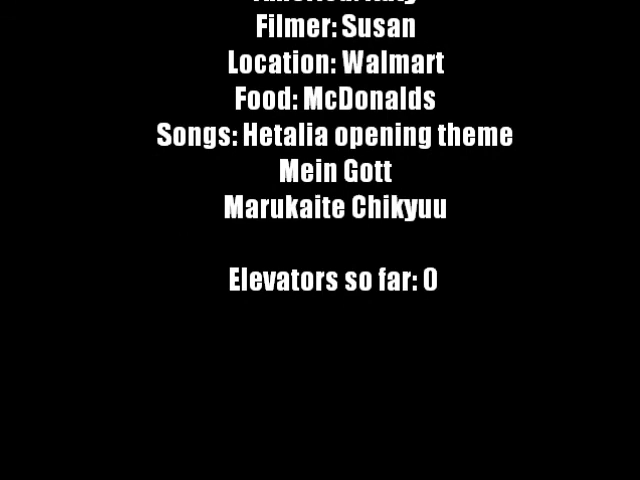 Filmer: Susan
Location: Walmart
Food: McDonalds
Songs: Hetalia opening theme
Mein Gott
Marukaite Chikyuu
Elevators so far: 0